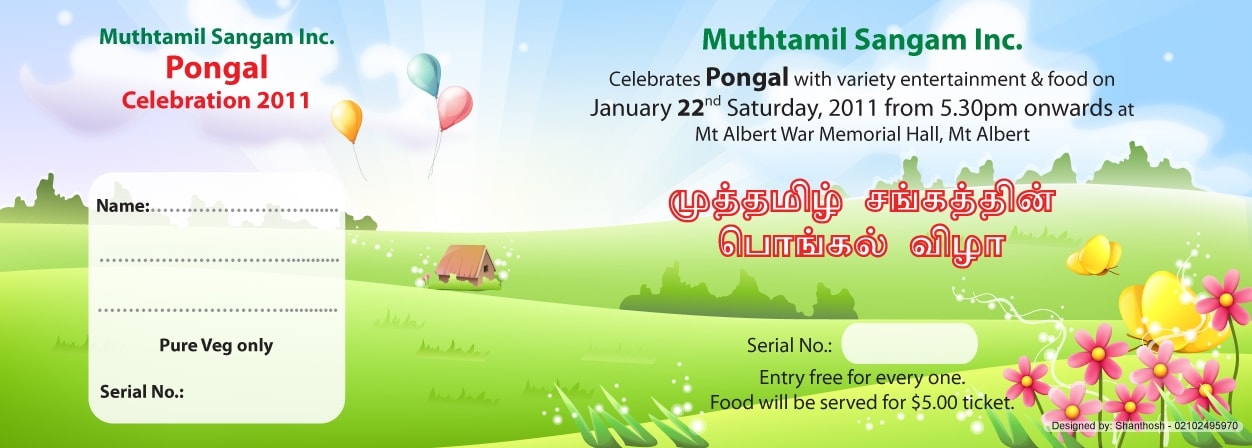 Muthtamil Sangam Inc.
Pongal
Celebration 2011
Name:
Pure Veg only
Serial No.:
Muthtamil Sangam Inc.
Celebrates Pongal with variety entertainment & food on
January 22nd Saturday, 2011 from 5.30pm onwards at
Mt Albert War Memorial Hall, Mt Albert
முத்தமிழ் சங்கத்தின்
பொங்கல் விழா
Serial No.:
Entry free for every one.
Food will be served for $5.00 ticket.
Designed by: Shanthosh - 02102495970